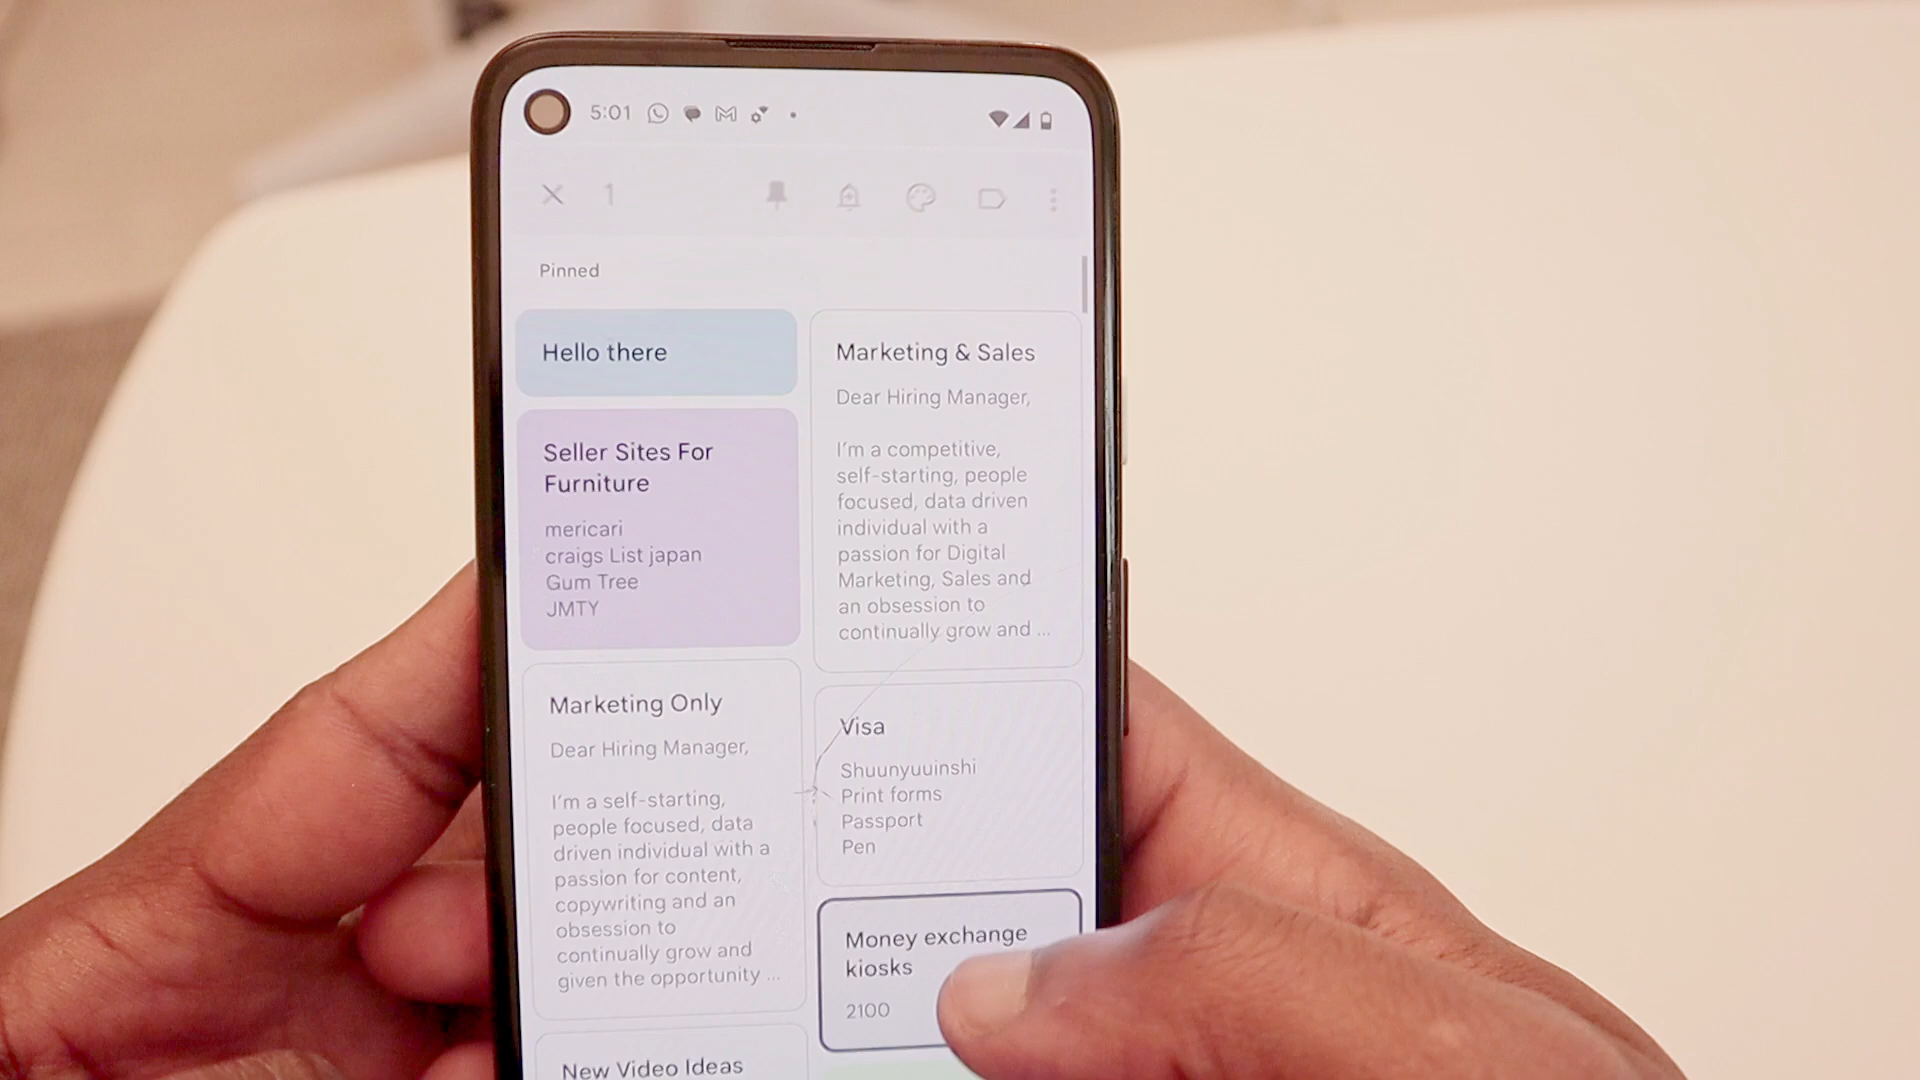 5:01
1
Pinned
Hello there
Seller Sites For
Furniture
mericari
craigs List japan
Gum Tree
JMTY
Marketing Only
Dear Hiring Manager,
I'm a self-starting,
people focused, data
driven individual with a
passion for content,
copywriting and an
obsession to
continually grow and
given the opportunity ...
New Video Ideas
Marketing & Sales
Dear Hiring Manager,
I'm a competitive,
self-starting, people
focused, data driven
individual with a
passion for Digital
Marketing, Sales and
an obsession to
continually grow and ...
Visa
Shuunyuuinshi
Print forms
Passport
Pen
Money exchange
kiosks
2100